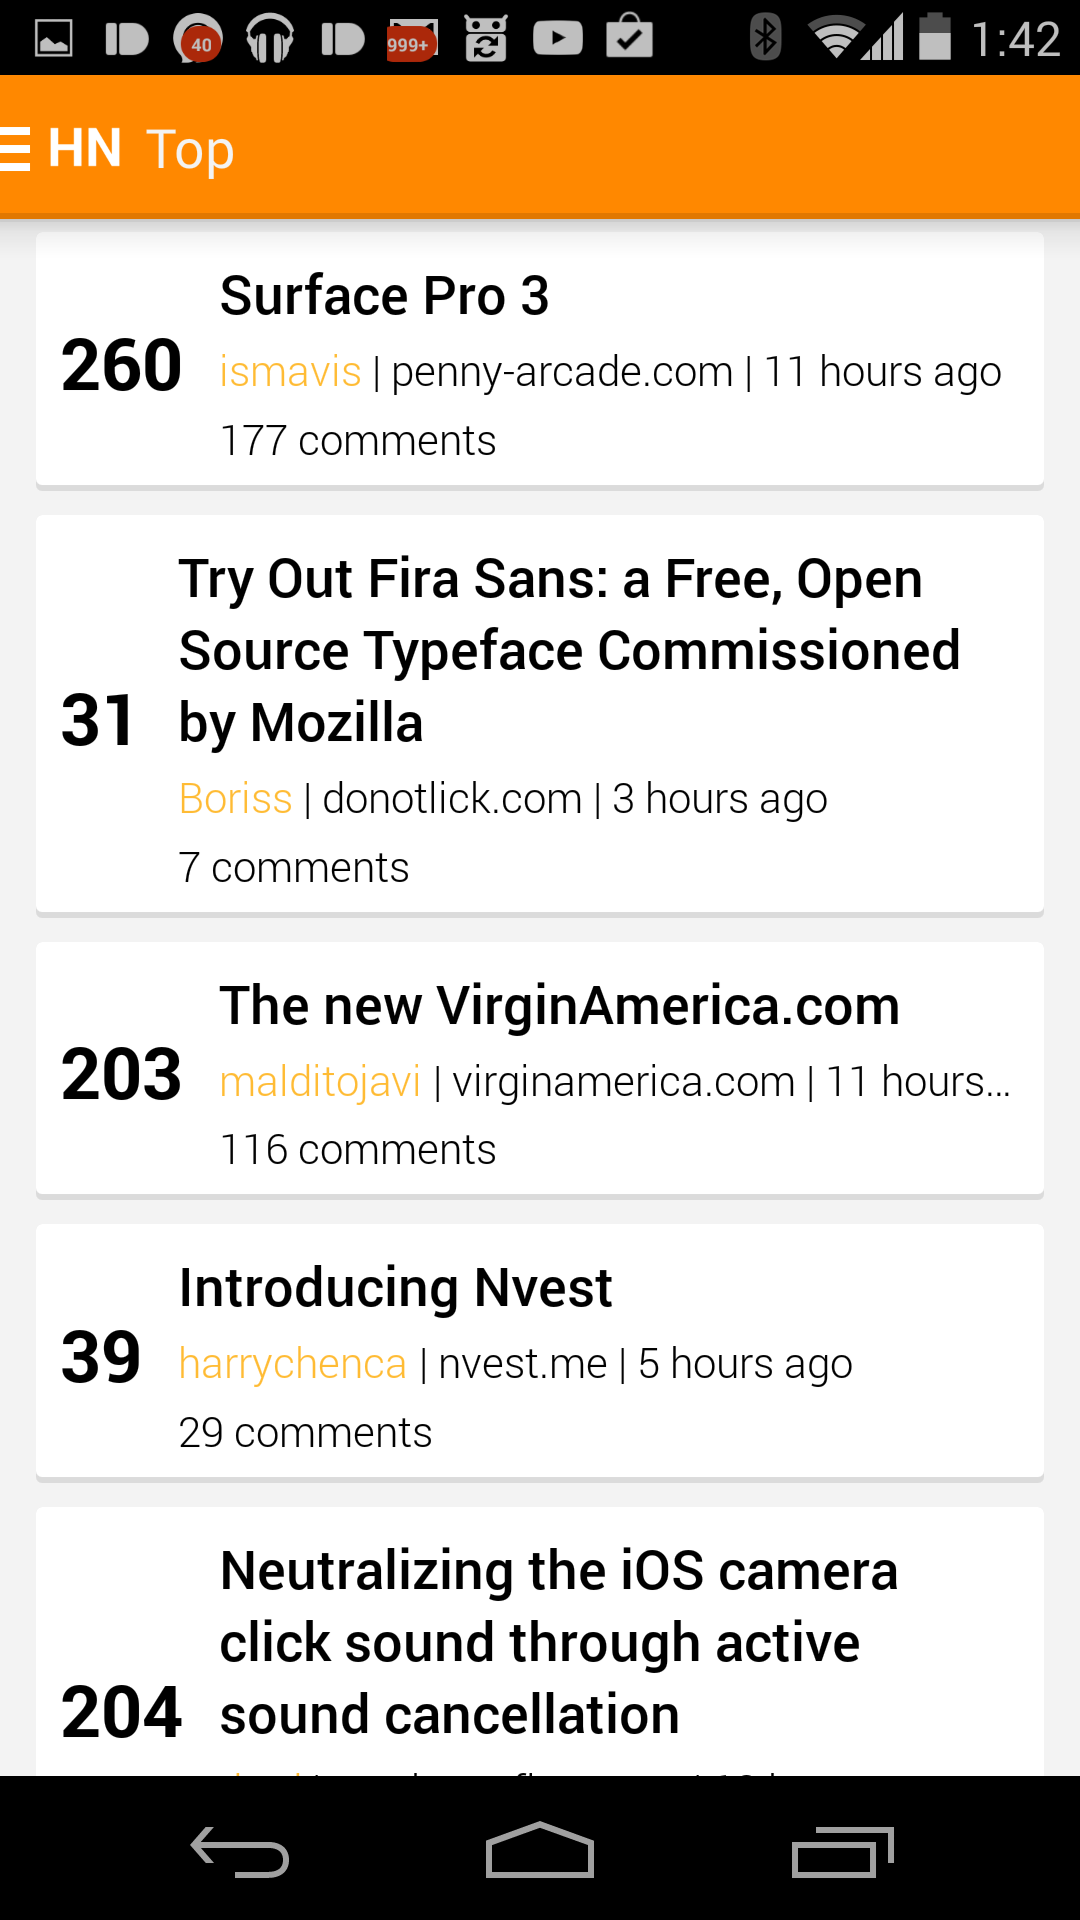 40
999+
1:42
HN Top
Surface Pro 3
260
ismavis | penny-arcade.com | 11 hours ago
177 comments
Try Out Fira Sans: a Free, Open
Source Typeface Commissioned
by Mozilla
31
Boriss | donotlick.com | 3 hours ago
7 comments
The new VirginAmerica.com
203
malditojavi | virginamerica.com | 11 hours...
116 comments
Introducing Nvest
39
harrychenca | nvest.me | 5 hours ago
29 comments
Neutralizing the iOS camera
click sound through active
sound cancellation
204